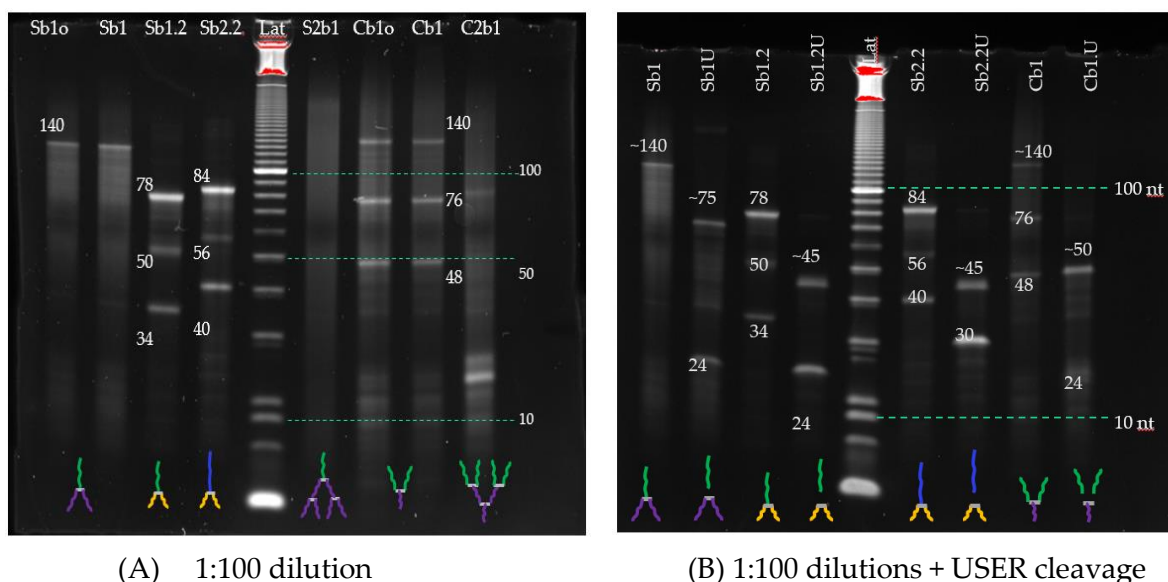 Sb1o Sb1 Sb1.2 Sb2.2 Lat S2b1 Cb1o Cb1 C2b1
140 140
78 84 100
76
50 56 50
48
34 40
10
Sb1 Sb1U Sb1.2 Sb1.2U Lat Sb2.2 Sb2.2U Cb1 Cb1.U
~140 ~140
~75 78 84 100 nt
76
50 ~45 56 ~45 ~50
40 48
34 30
24 24
24 10 nt
(A) 1:100 dilution
(B) 1:100 dilutions + USER cleavage